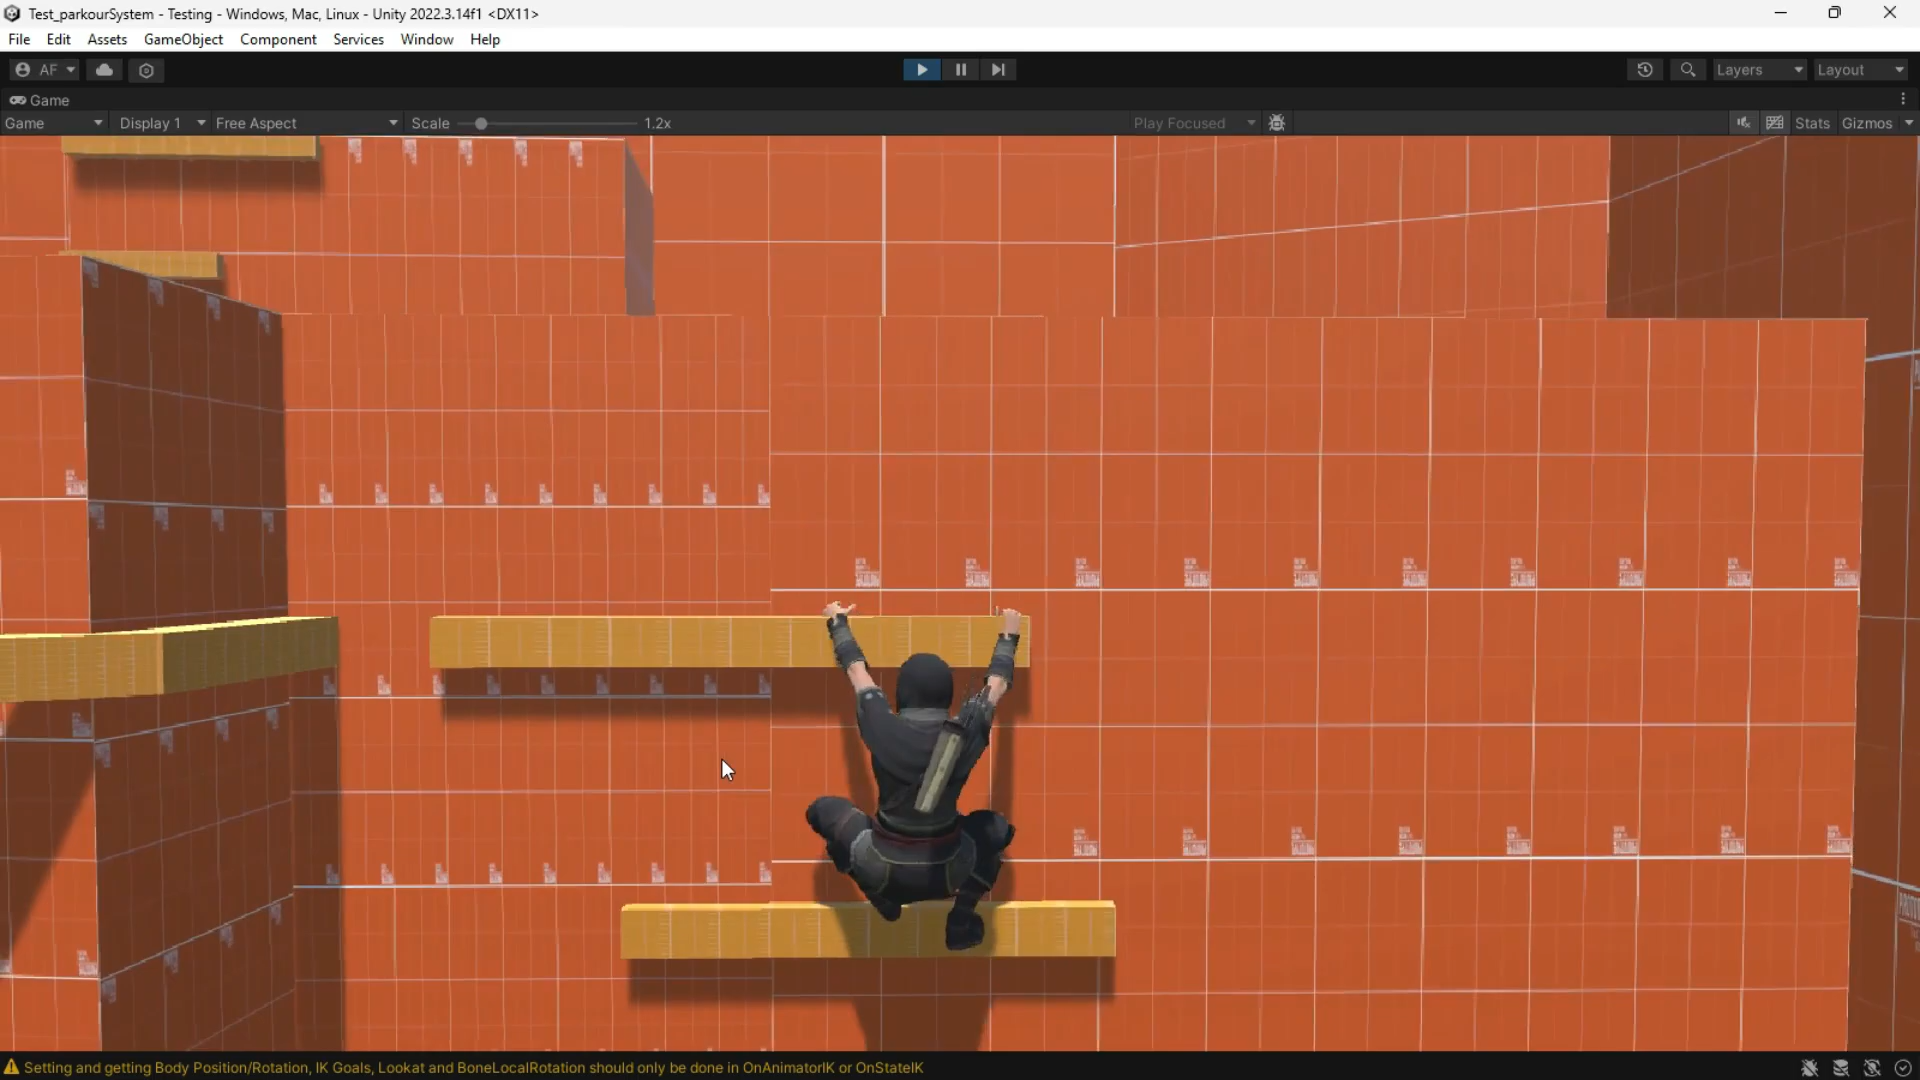 Test_parkourSystem - Testing - Windows, Mac, Linux - Unity 2022.3.14f1 <DX11>
File Edit Assets GameObject Component Services Window Help
AF Layers Layout
Game
Game Display 1 Free Aspect Scale 1.2x Play Focused Stats Gizmos
Setting and getting Body Position/Rotation, IK Goals, Lookat and BoneLocalRotation should only be done in OnAnimatorIK or OnStateIK